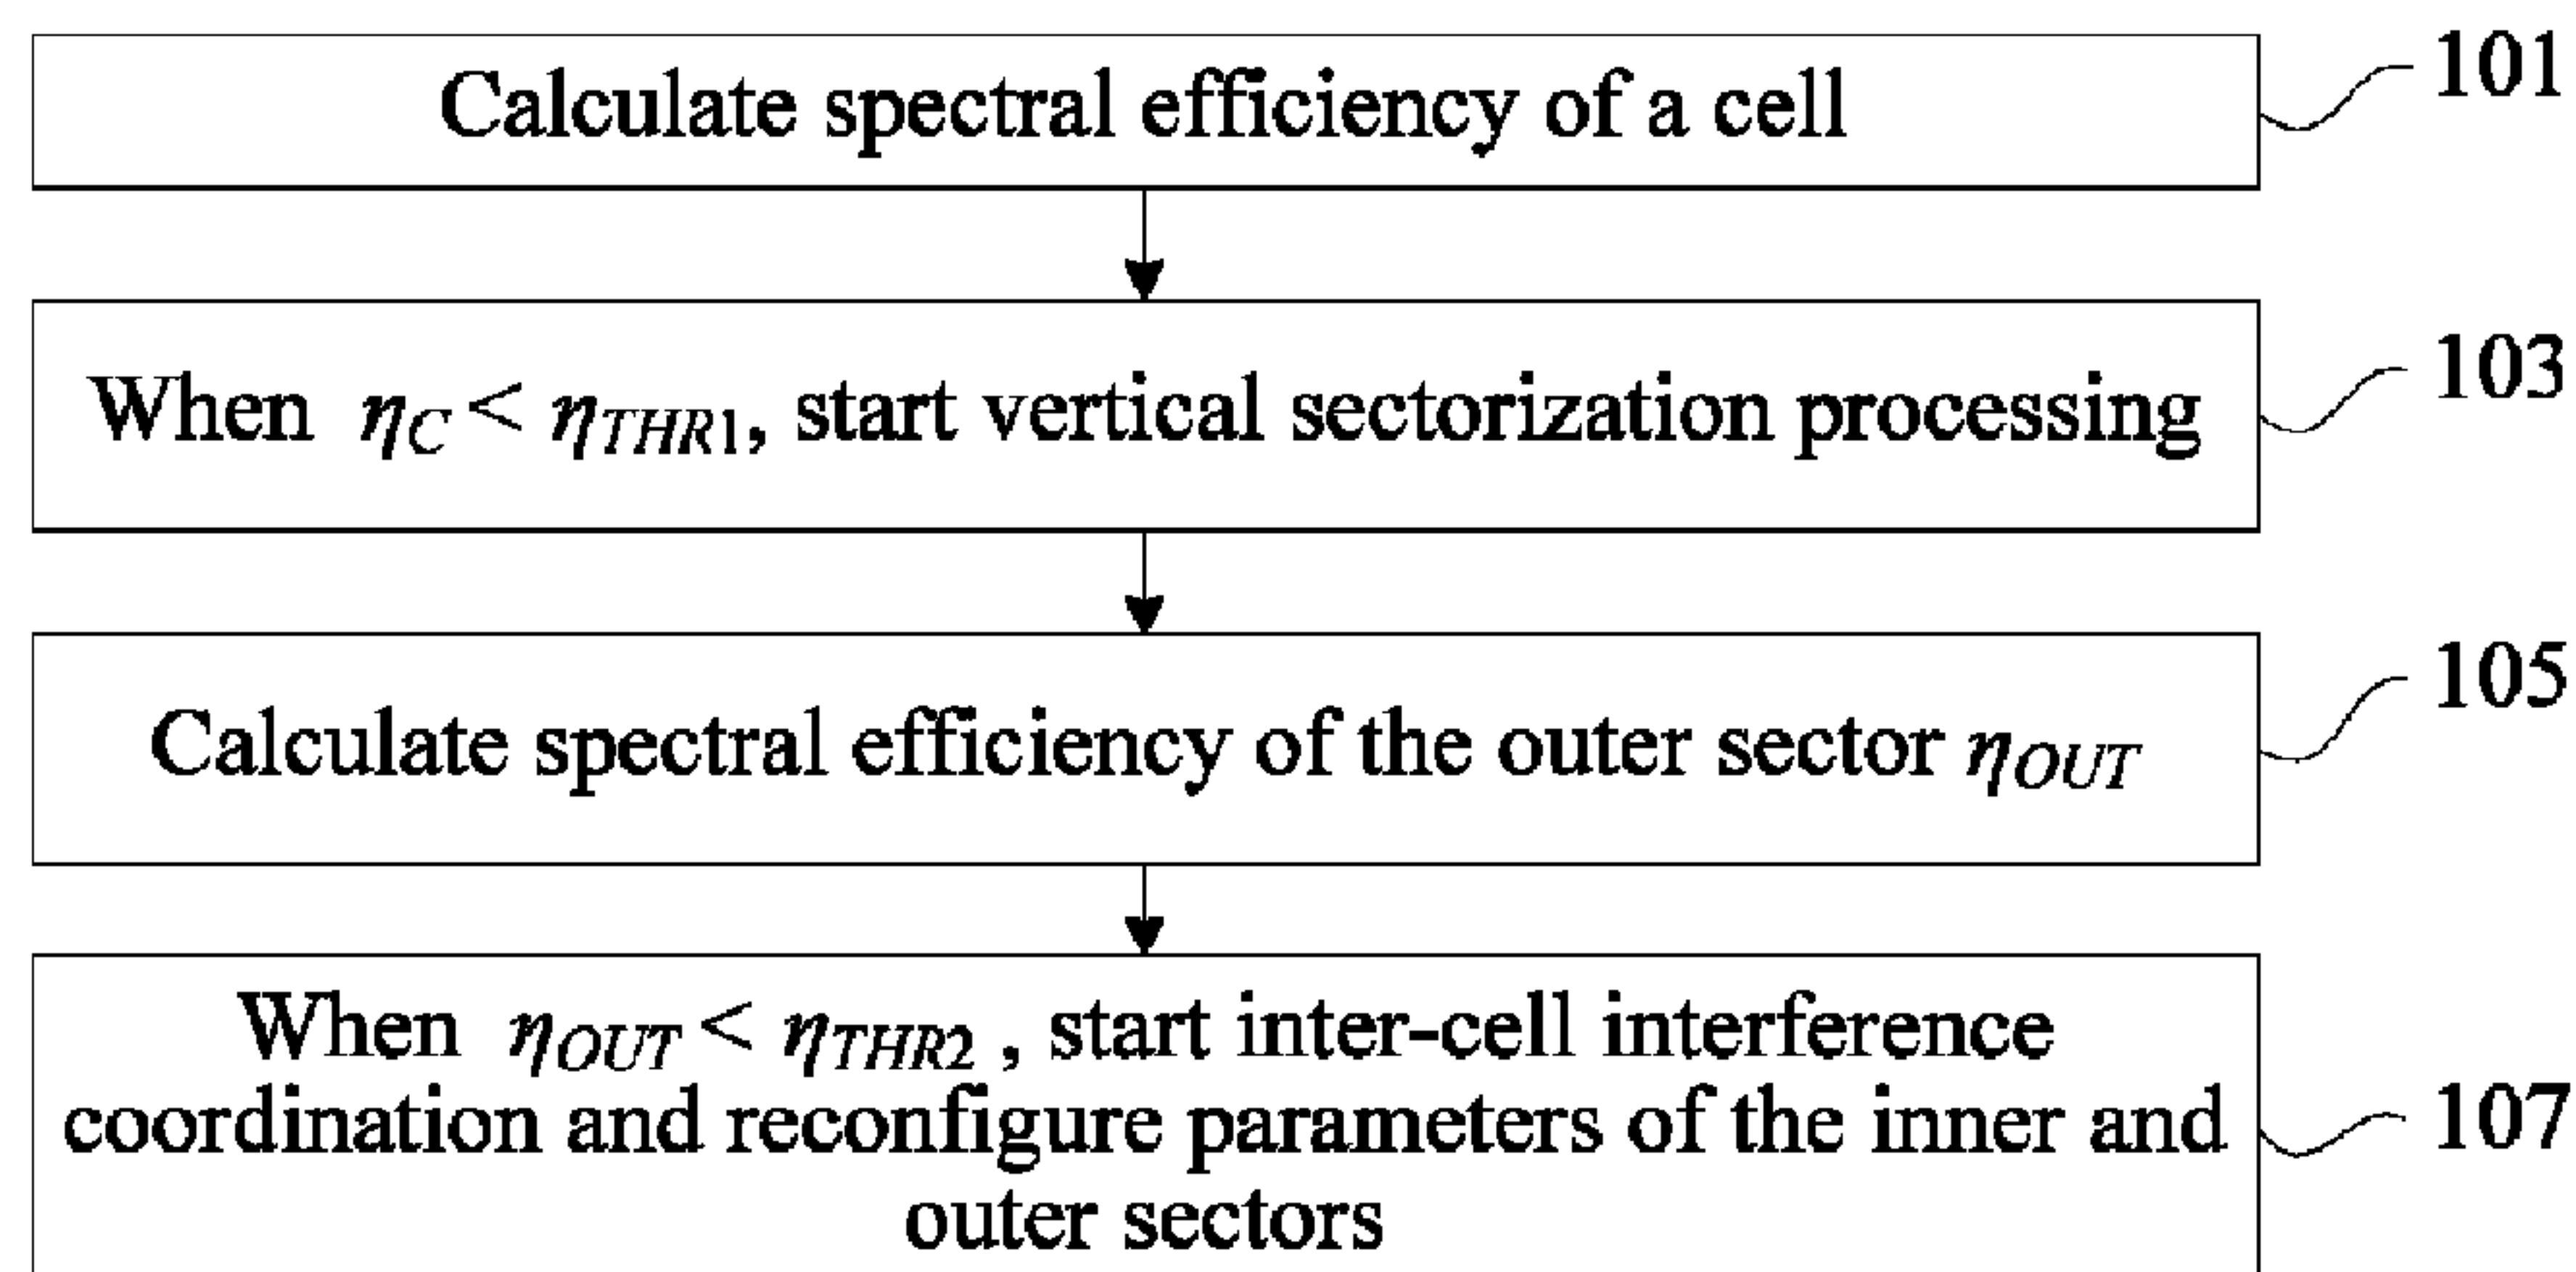 Calculate spectral efficiency of a cell
101
When η_C < η_THR1, start vertical sectorization processing
103
Calculate spectral efficiency of the outer sector η_OUT
105
When η_OUT < η_THR2 , start inter-cell interference
coordination and reconfigure parameters of the inner and
outer sectors
107